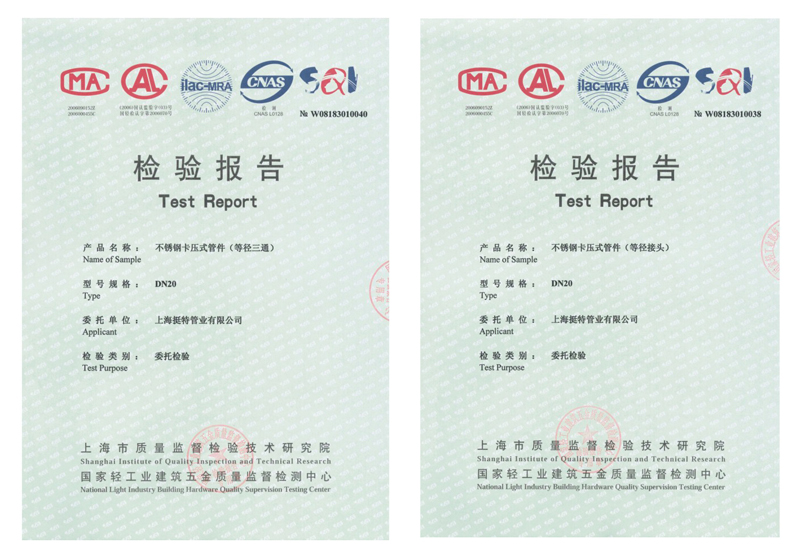 MA
AL
ilac-MRA
CNAS
SQI
CNAS L0128
№ W08183010040
检验报告
Test Report
产品名称： 不锈钢卡压式管件（等径三通）
Name of Sample
型号规格： DN20
Type
委托单位： 上海挺特管业有限公司
Applicant
检验类别： 委托检验
Test Purpose
上海市质量监督检验技术研究院
Shanghai Institute of Quality Inspection and Technical Research
国家轻工业建筑五金质量监督检测中心
National Light Industry Building Hardware Quality Supervision Testing Center
MA
AL
ilac-MRA
CNAS
SQI
CNAS L0128
№ W08183010038
检验报告
Test Report
产品名称： 不锈钢卡压式管件（等径接头）
Name of Sample
型号规格： DN20
Type
委托单位： 上海挺特管业有限公司
Applicant
检验类别： 委托检验
Test Purpose
上海市质量监督检验技术研究院
Shanghai Institute of Quality Inspection and Technical Research
国家轻工业建筑五金质量监督检测中心
National Light Industry Building Hardware Quality Supervision Testing Center